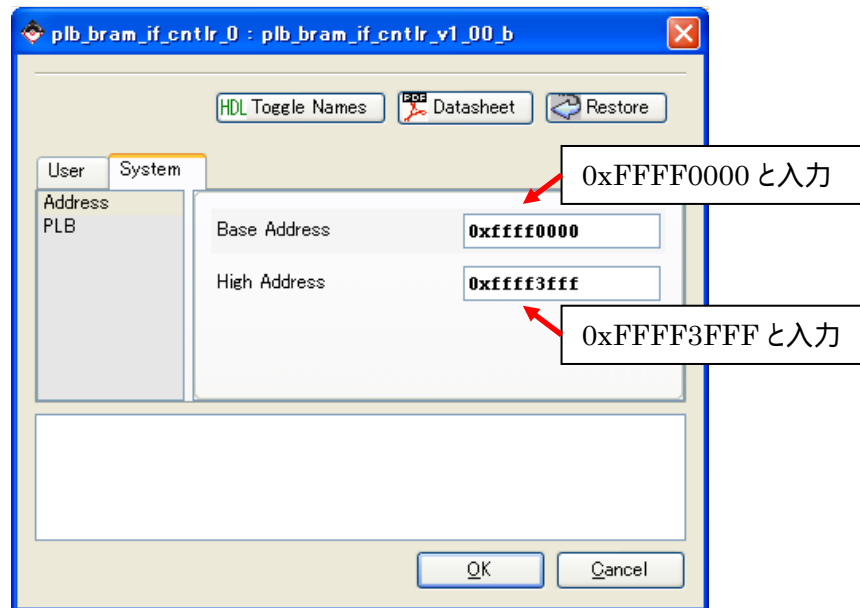 plb_bram_if_cntlr_0 : plb_bram_if_cntlr_v1_00_b
HDL Toggle Names
PDF Datasheet
Restore
0xFFFF0000 と入力
User
System
Address
PLB
Base Address
0xffff0000
High Address
0xffff3fff
0xFFFF3FFF と入力
OK
Cancel